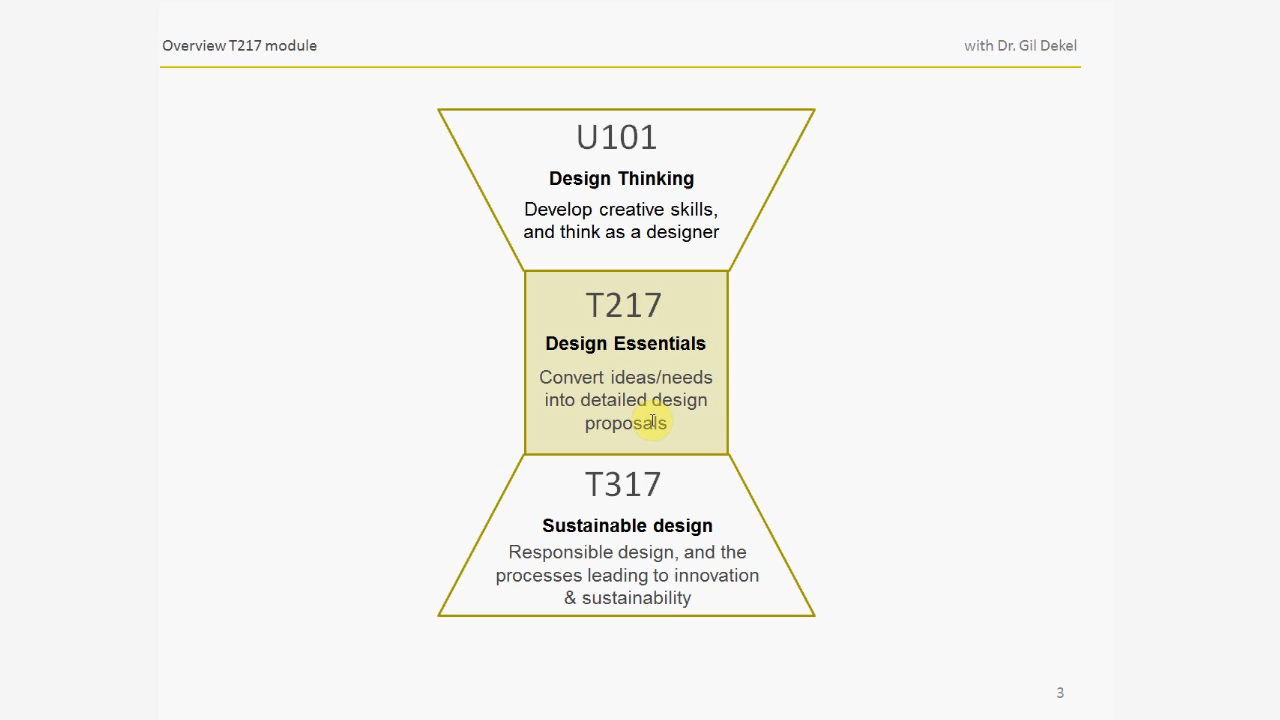 Overview T217 module
with Dr. Gil Dekel
U101
Design Thinking
Develop creative skills,
and think as a designer
T217
Design Essentials
Convert ideas/needs
into detailed design
proposals
T317
Sustainable design
Responsible design, and the
processes leading to innovation
& sustainability
3